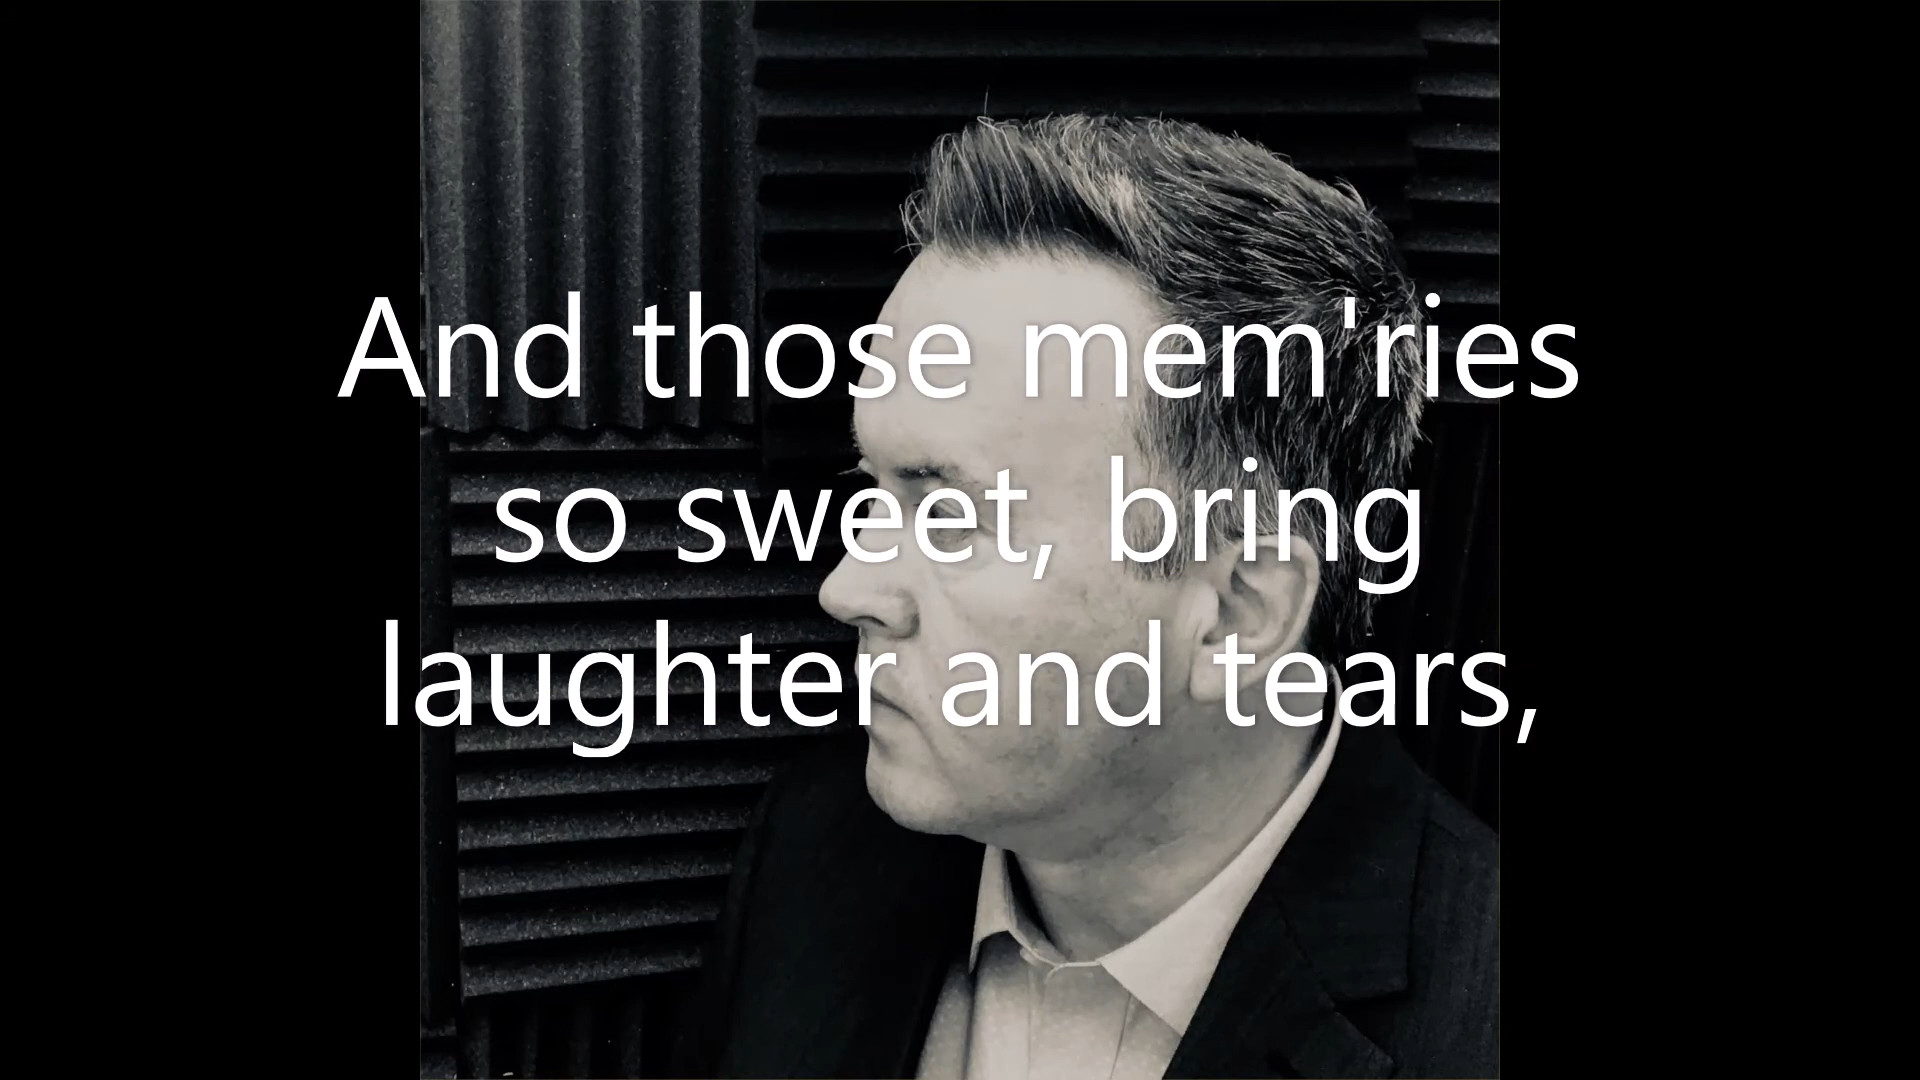 And those mem'ries
so sweet, bring
laughter and tears,